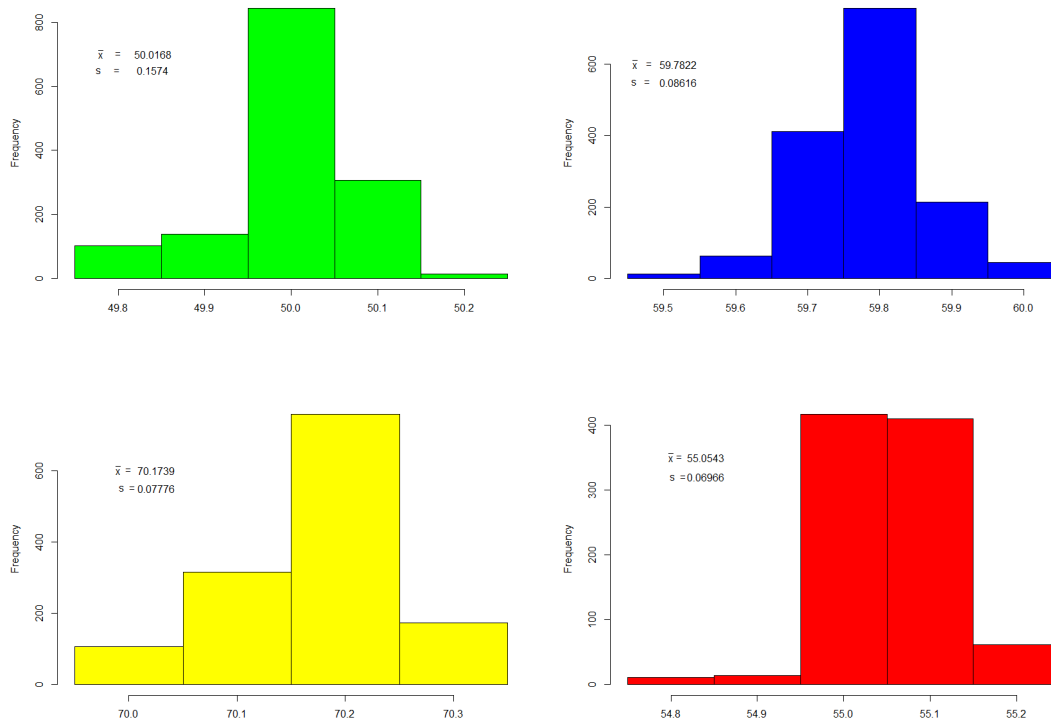 800
600
400
200
0
Frequency
x̄ = 50.0168
s = 0.1574
49.8 49.9 50.0 50.1 50.2
600
400
200
0
Frequency
x̄ = 59.7822
s = 0.08616
59.5 59.6 59.7 59.8 59.9 60.0
600
400
200
0
Frequency
x̄ = 70.1739
s = 0.07776
70.0 70.1 70.2 70.3
400
300
200
100
0
Frequency
x̄ = 55.0543
s = 0.06966
54.8 54.9 55.0 55.1 55.2